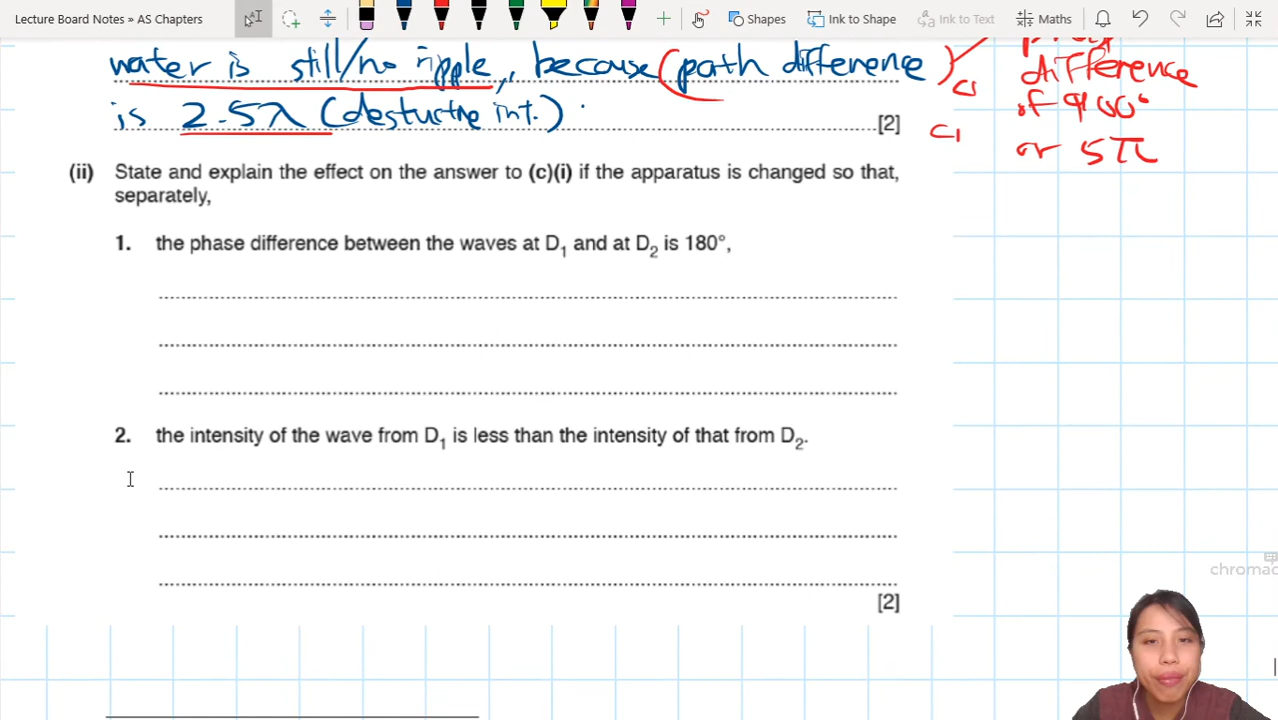 Lecture Board Notes » AS Chapters
Shapes
Ink to Shape
Ink to Text
Maths
water is still/no ripple, because (path difference)
is 2.5λ (destuctne int.).
[2]
difference
of 900°
or 5π
C1
C1
(ii) State and explain the effect on the answer to (c)(i) if the apparatus is changed so that,
separately,
1. the phase difference between the waves at D1 and at D2 is 180°,
2. the intensity of the wave from D1 is less than the intensity of that from D2.
[2]
chromac